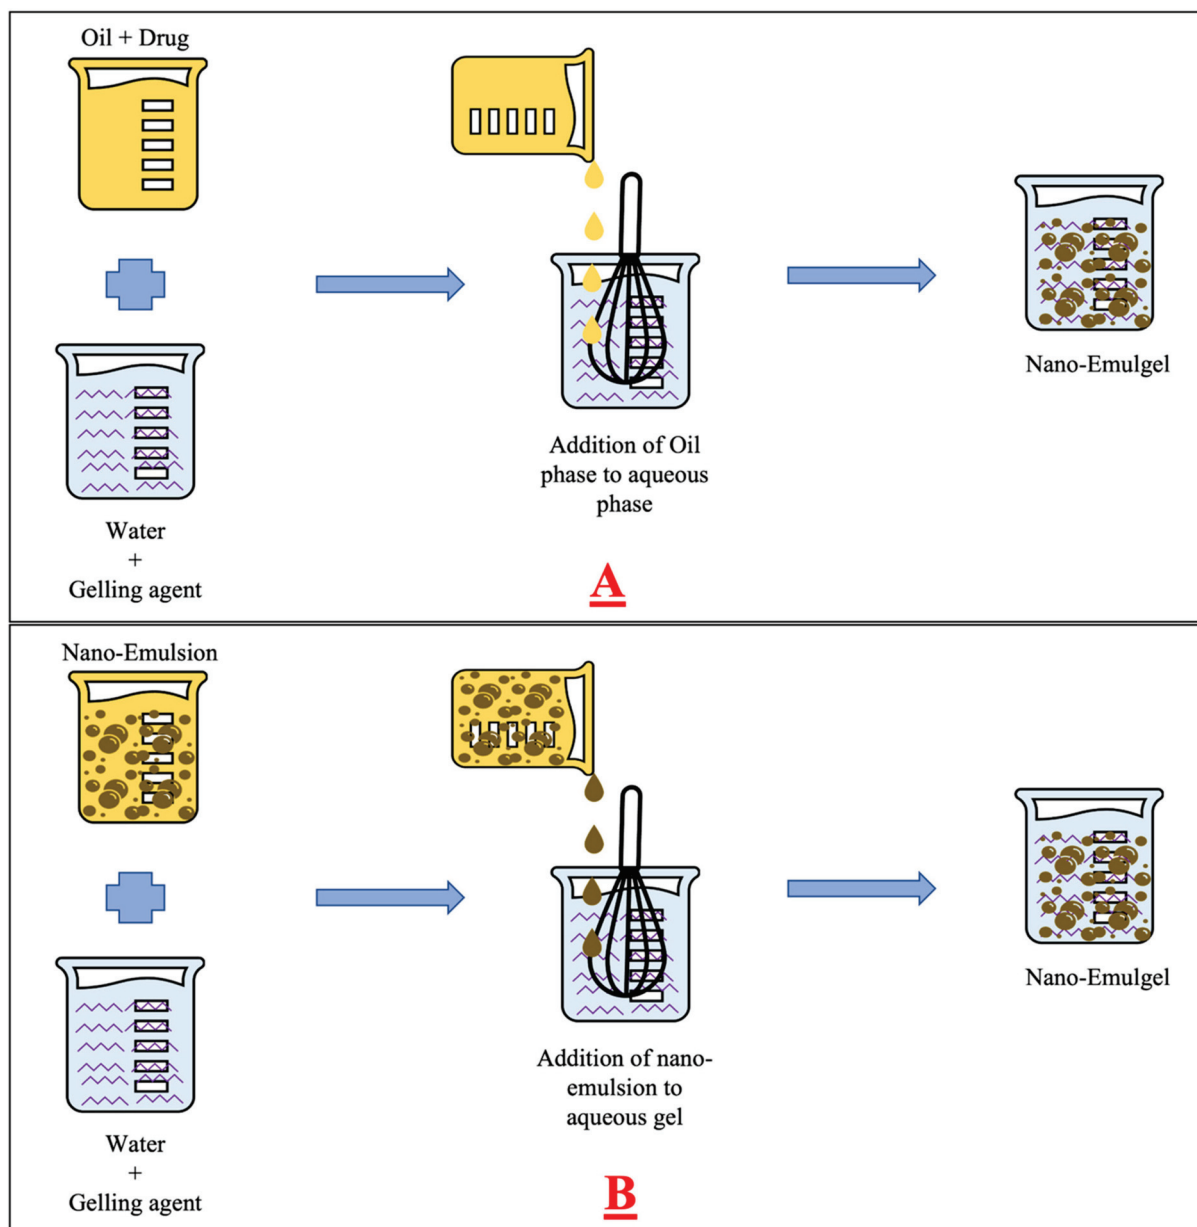 Oil + Drug
Water
+
Gelling agent
Addition of Oil
phase to aqueous
phase
Nano-Emulgel
A
Nano-Emulsion
Water
+
Gelling agent
Addition of nano-
emulsion to
aqueous gel
Nano-Emulgel
B